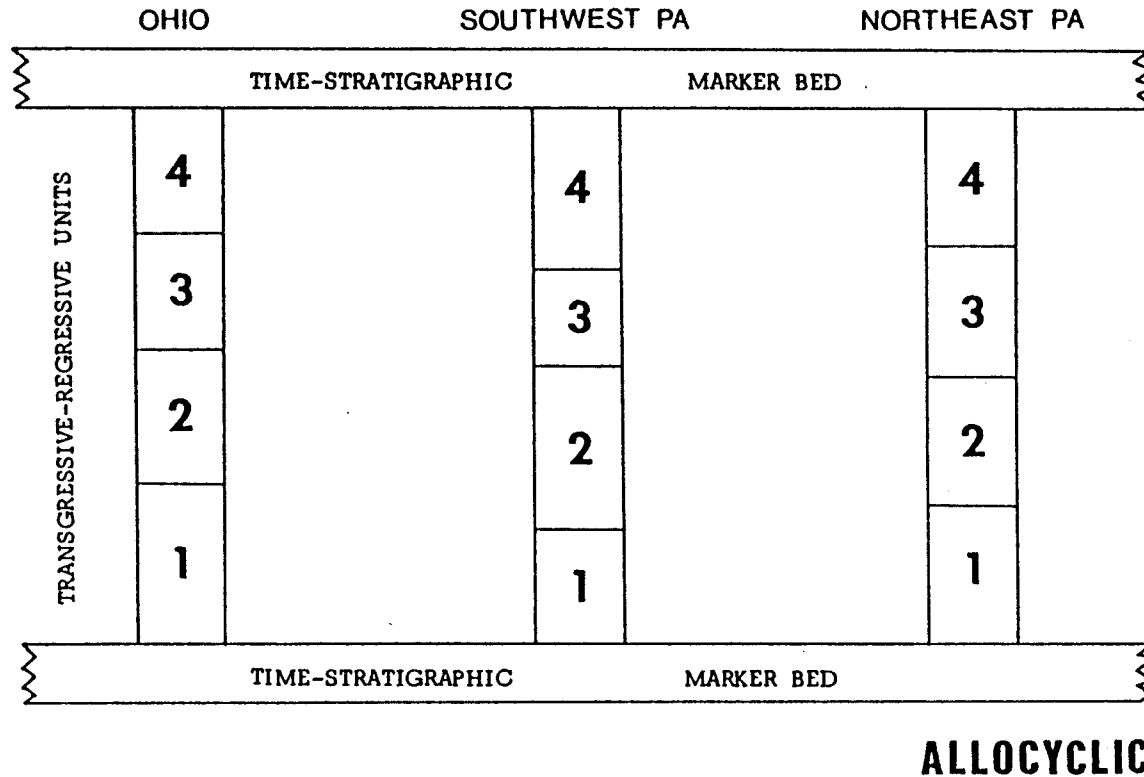 OHIO SOUTHWEST PA NORTHEAST PA
TIME-STRATIGRAPHIC MARKER BED
TRANSGRESSIVE-REGRESSIVE UNITS
4 4 4
3 3 3
2 2 2
1 1 1
TIME-STRATIGRAPHIC MARKER BED
ALLOCYCLIC